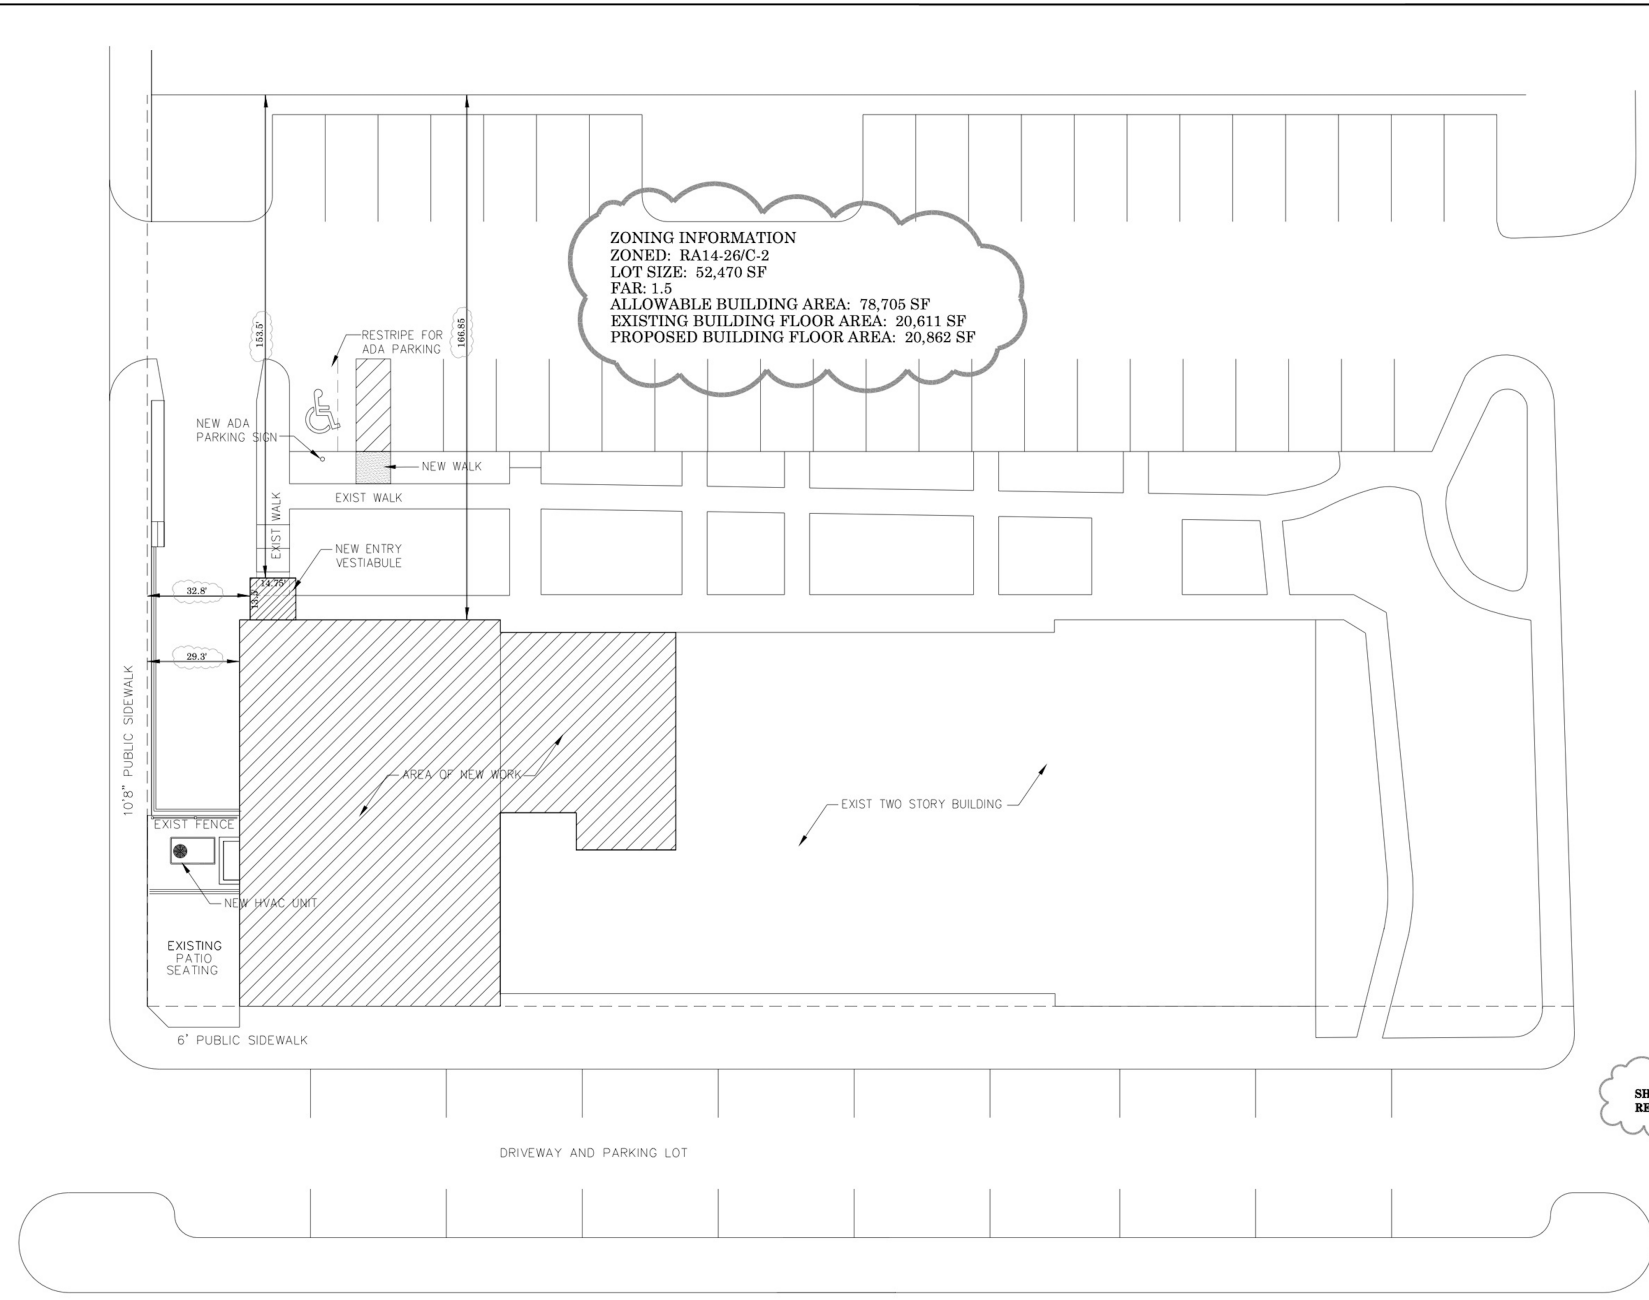 ZONING INFORMATION
ZONED: RA14-26/C-2
LOT SIZE: 52,470 SF
FAR: 1.5
ALLOWABLE BUILDING AREA: 78,705 SF
EXISTING BUILDING FLOOR AREA: 20,611 SF
PROPOSED BUILDING FLOOR AREA: 20,862 SF
153.5'
166.85
RESTRIPE FOR
ADA PARKING
NEW ADA
PARKING SIGN
NEW WALK
EXIST WALK
EXIST WALK
NEW ENTRY
VESTIABULE
14.75'
13.5'
32.8'
29.3'
10'8" PUBLIC SIDEWALK
AREA OF NEW WORK
EXIST TWO STORY BUILDING
EXIST FENCE
NEW HVAC UNIT
EXISTING
PATIO
SEATING
6' PUBLIC SIDEWALK
SH
RE
DRIVEWAY AND PARKING LOT